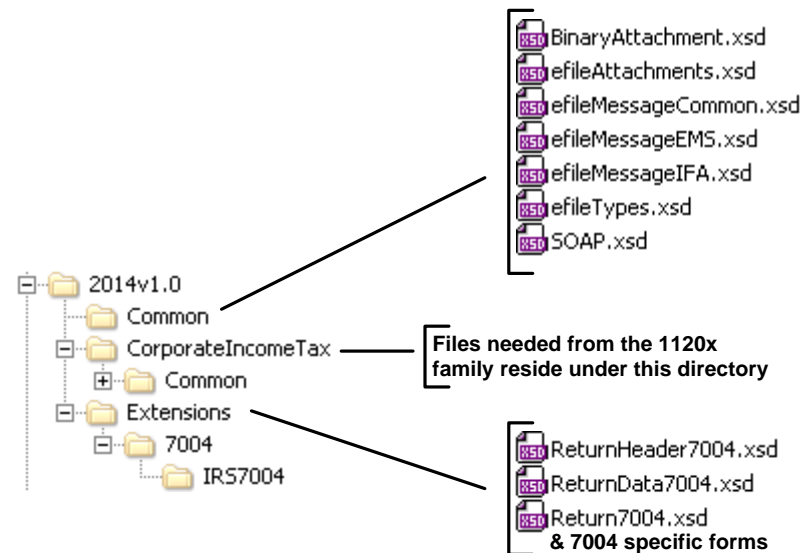 BinaryAttachment.xsd
efileAttachments.xsd
efileMessageCommon.xsd
efileMessageEMS.xsd
efileMessageIFA.xsd
efileTypes.xsd
SOAP.xsd
2014v1.0
Common
CorporateIncomeTax
Common
Extensions
7004
IRS7004
Files needed from the 1120x
family reside under this directory
ReturnHeader7004.xsd
ReturnData7004.xsd
Return7004.xsd
& 7004 specific forms